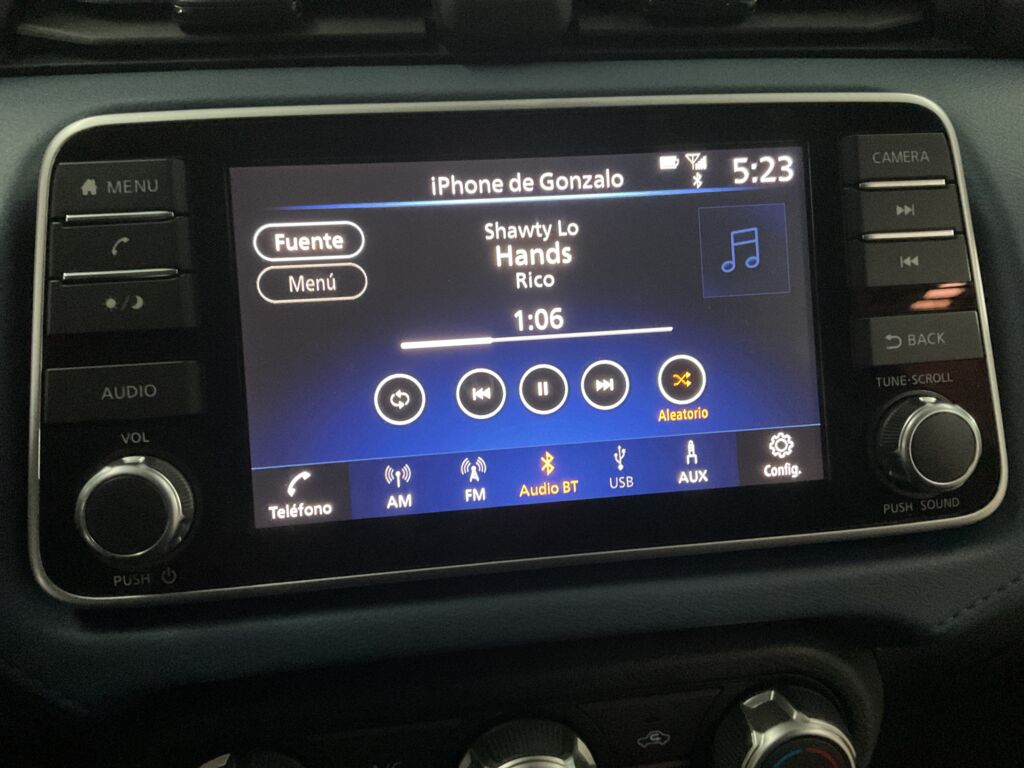 MENU
AUDIO
VOL
PUSH
iPhone de Gonzalo
5:23
Fuente
Menú
Shawty Lo
Hands
Rico
1:06
Aleatorio
Teléfono
AM
FM
Audio BT
USB
AUX
Config.
CAMERA
BACK
TUNE·SCROLL
PUSH SOUND